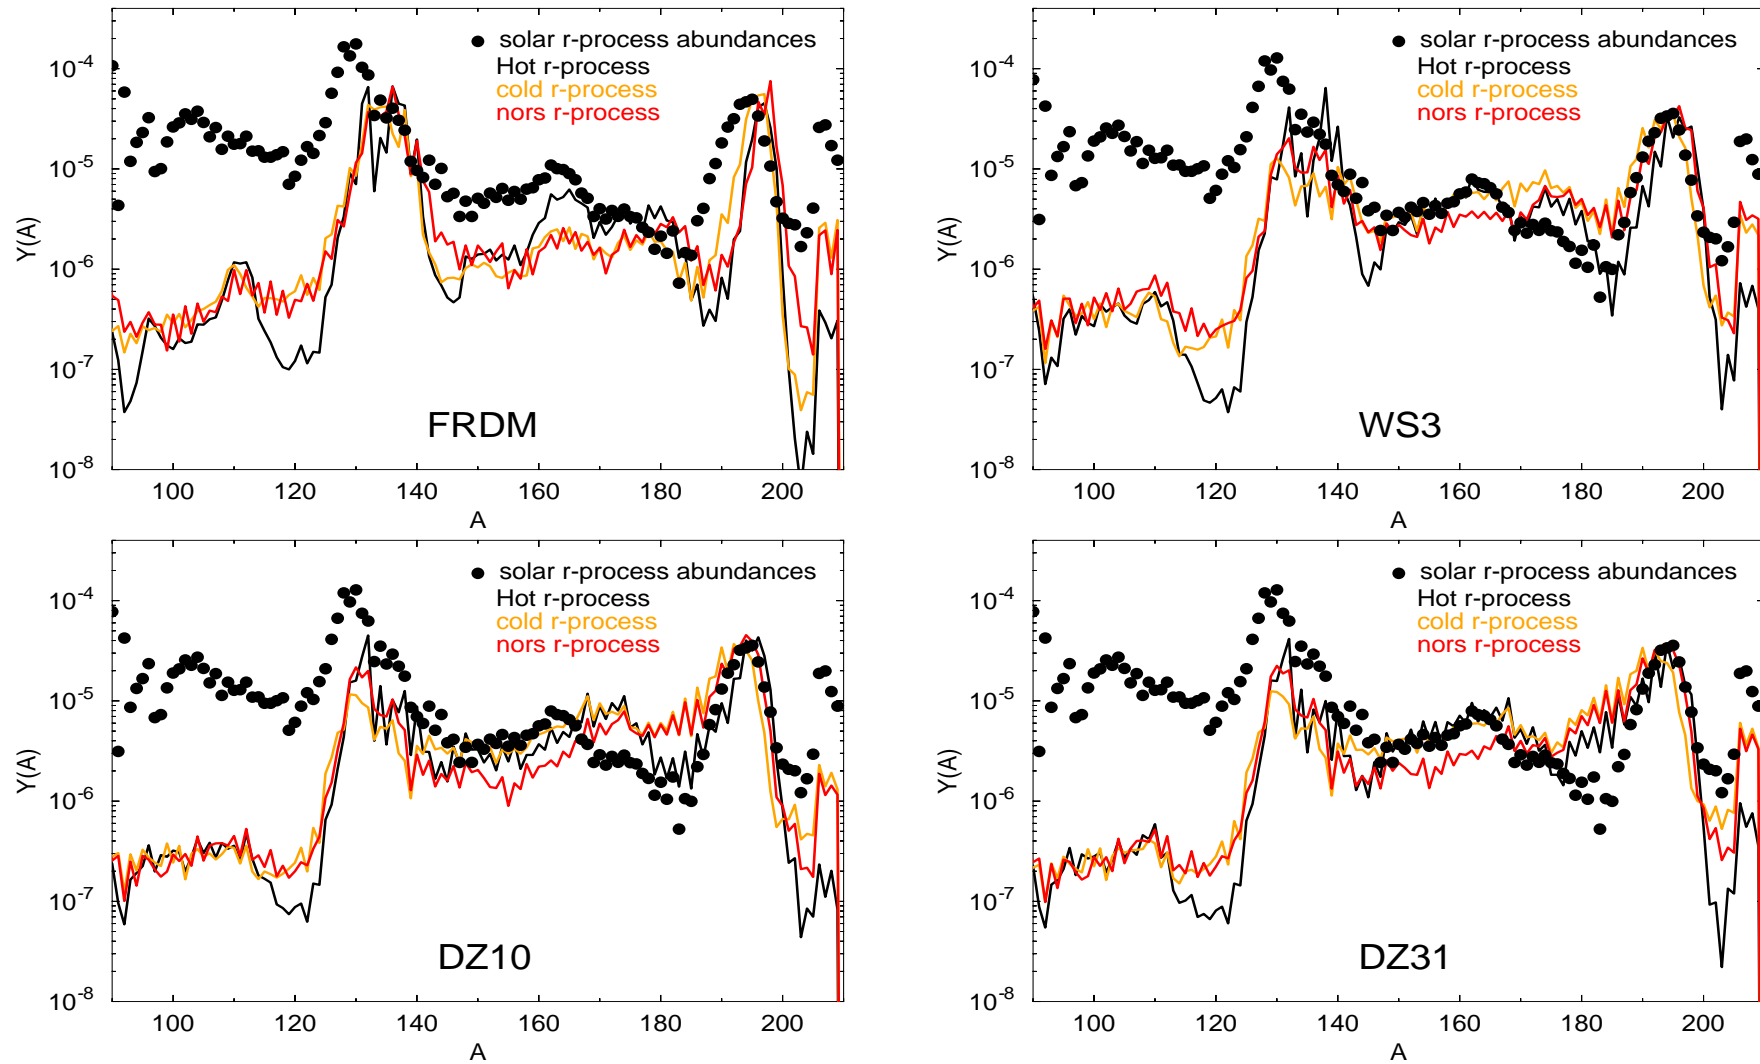 10^-4
10^-5
10^-6
10^-7
10^-8
Y(A)
solar r-process abundances
Hot r-process
cold r-process
nors r-process
FRDM
100 120 140 160 180 200
A
10^-4
10^-5
10^-6
10^-7
10^-8
Y(A)
solar r-process abundances
Hot r-process
cold r-process
nors r-process
WS3
100 120 140 160 180 200
A
10^-4
10^-5
10^-6
10^-7
10^-8
Y(A)
solar r-process abundances
Hot r-process
cold r-process
nors r-process
DZ10
100 120 140 160 180 200
A
10^-4
10^-5
10^-6
10^-7
10^-8
Y(A)
solar r-process abundances
Hot r-process
cold r-process
nors r-process
DZ31
100 120 140 160 180 200
A